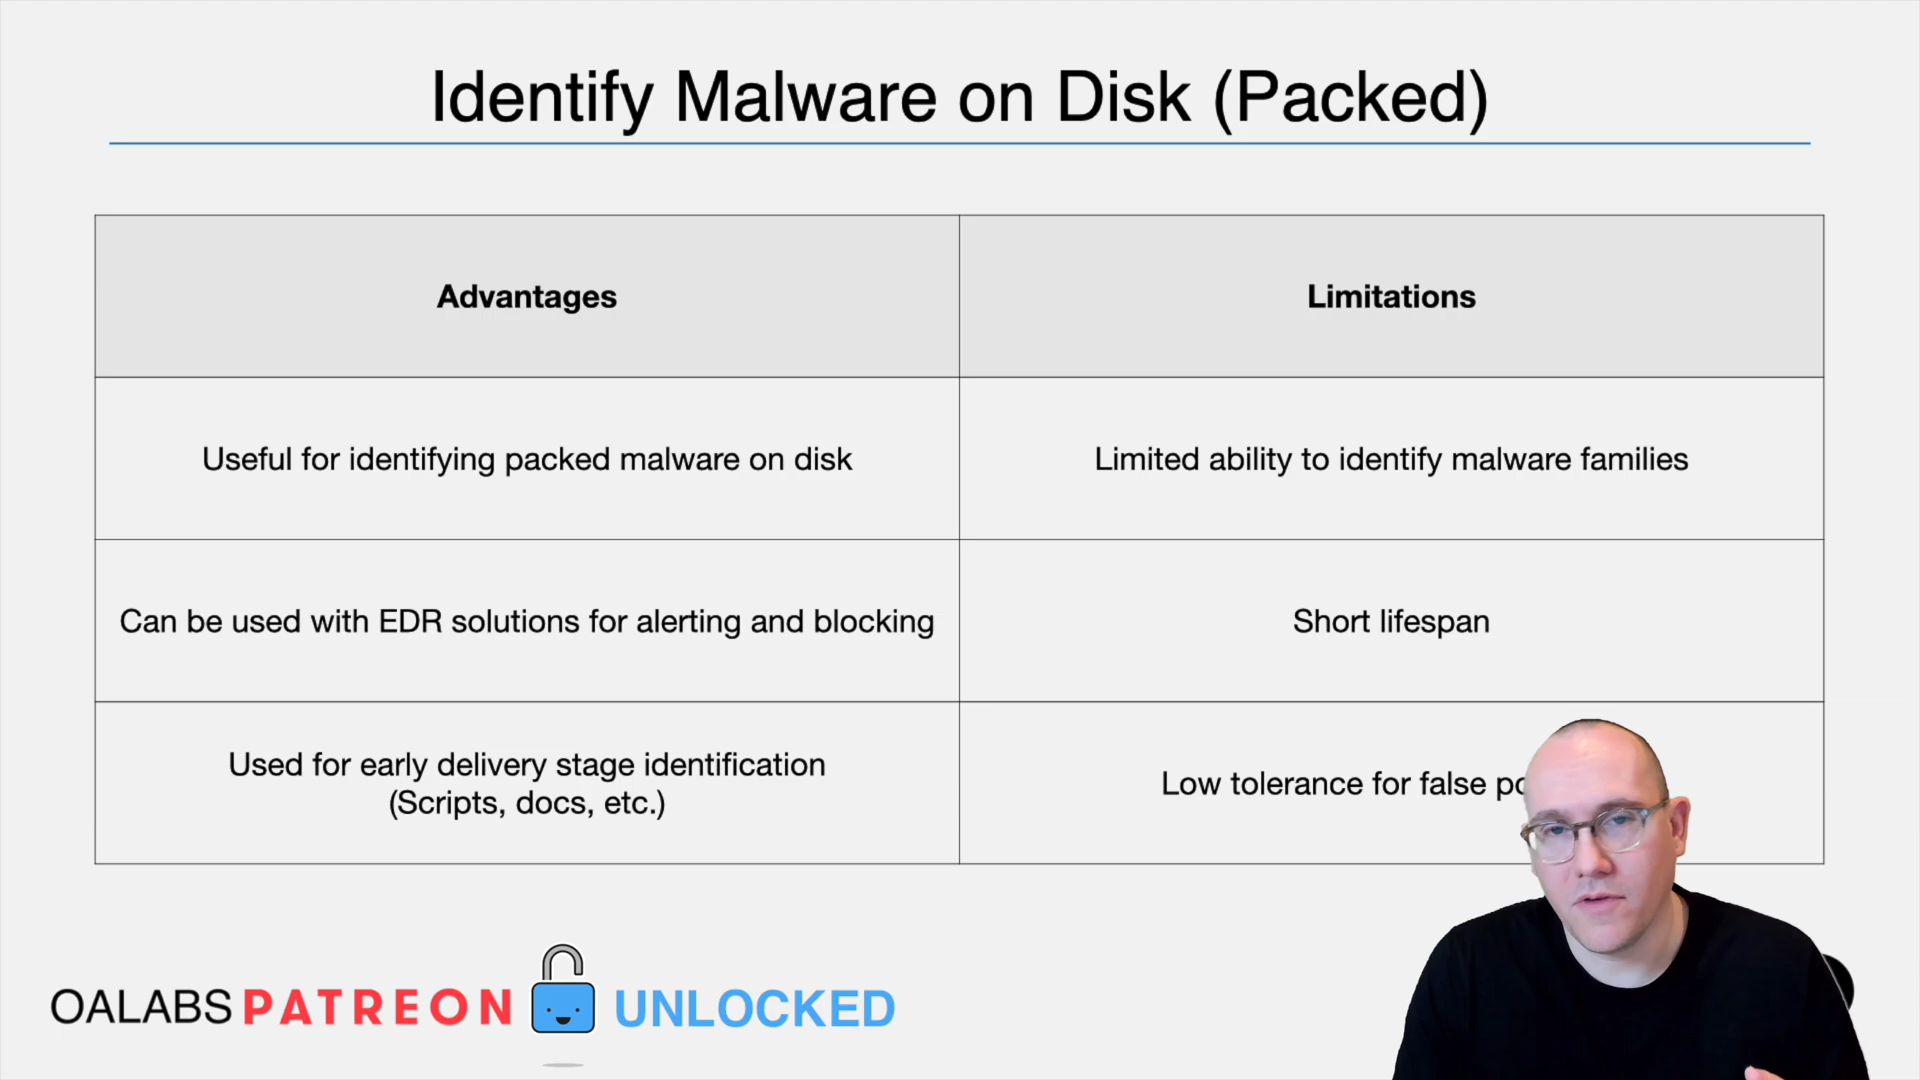 Identify Malware on Disk (Packed)
Advantages
Limitations
Useful for identifying packed malware on disk
Limited ability to identify malware families
Can be used with EDR solutions for alerting and blocking
Short lifespan
Used for early delivery stage identification
(Scripts, docs, etc.)
Low tolerance for false
OALABS PATREON UNLOCKED